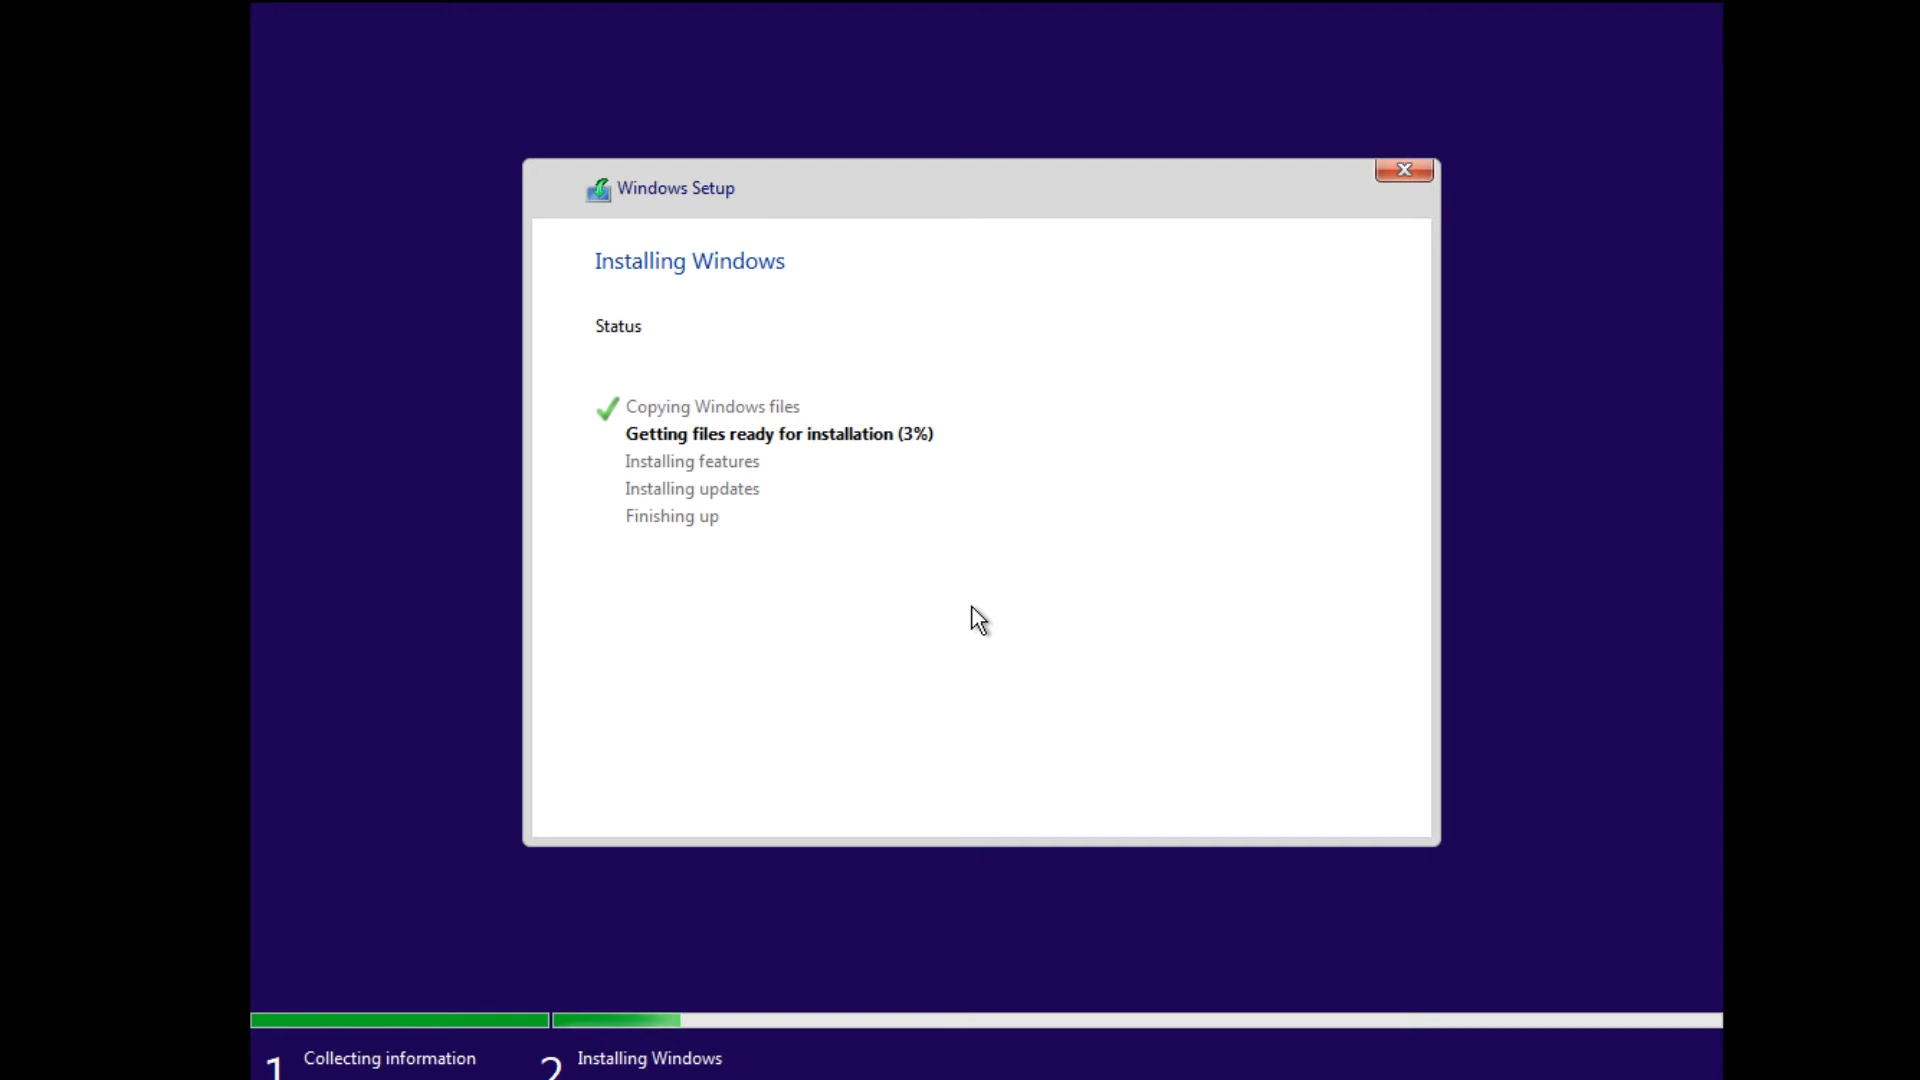 Windows Setup
Installing Windows
Status
Copying Windows files
Getting files ready for installation (3%)
Installing features
Installing updates
Finishing up
1 Collecting information
2 Installing Windows